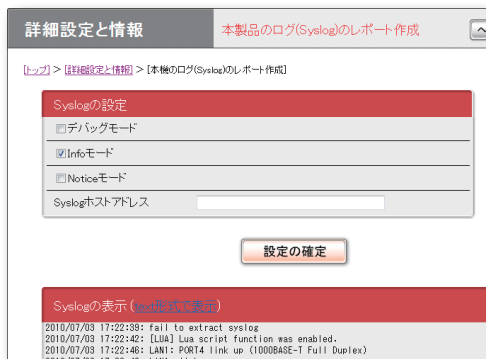 詳細設定と情報
本製品のログ(Syslog)のレポート作成
[トップ] > [詳細設定と情報] > [本機のログ(Syslog)のレポート作成]
Syslogの設定
デバッグモード
Infoモード
Noticeモード
Syslogホストアドレス
設定の確定
Syslogの表示(text形式で表示)
2010/07/03 17:22:39: fail to extract syslog
2010/07/03 17:22:42: [LUA] Lua script function was enabled.
2010/07/03 17:22:46: LAN1: PORT4 link up (1000BASE-T Full Duplex)